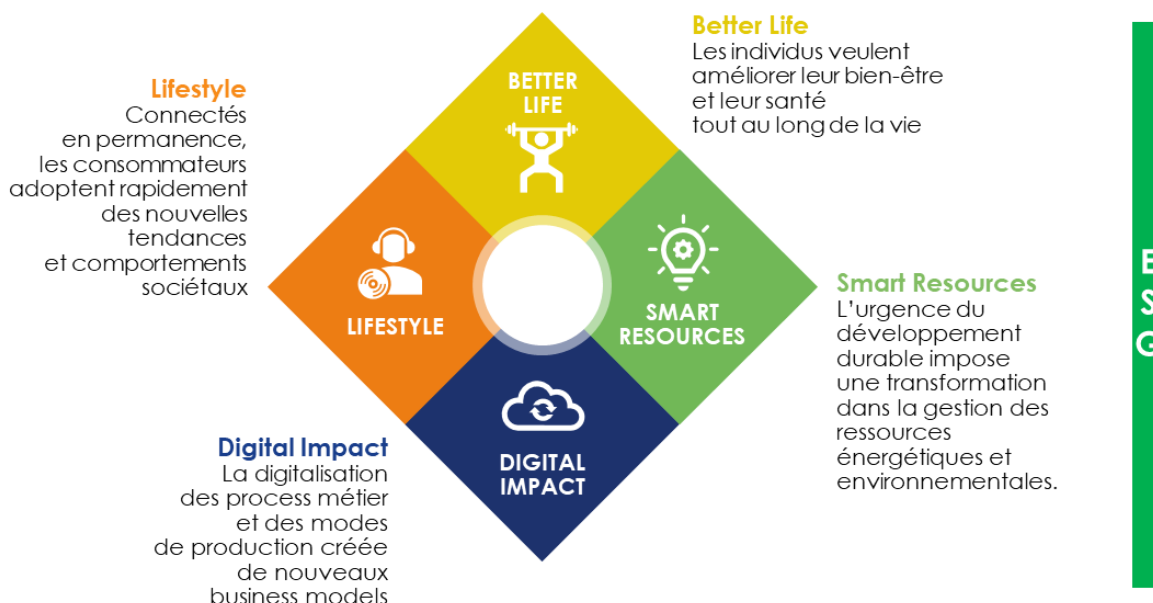 Better Life
Les individus veulent
améliorer leur bien-être
et leur santé
tout au long de la vie
Lifestyle
Connectés
en permanence,
les consommateurs
adoptent rapidement
des nouvelles
tendances
et comportements
sociétaux
BETTER
LIFE
LIFESTYLE
SMART
RESOURCES
DIGITAL
IMPACT
Smart Resources
L'urgence du
développement
durable impose
une transformation
dans la gestion des
ressources
énergétiques et
environnementales.
Digital Impact
La digitalisation
des process métier
et des modes
de production créée
de nouveaux
business models
E
S
G